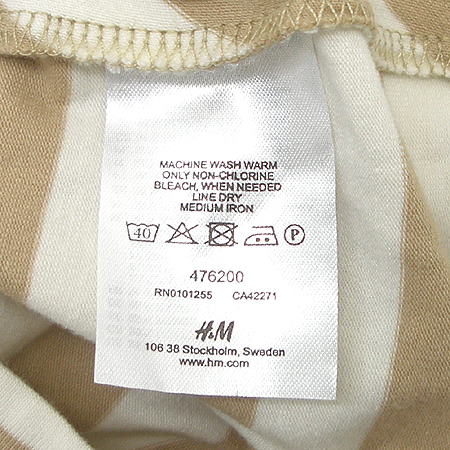 MACHINE WASH WARM
ONLY NON-CHLORINE
BLEACH, WHEN NEEDED
LINE DRY
MEDIUM IRON
40 P
476200
RN0101255 CA42271
H&M
106 38 Stockholm, Sweden
www.hm.com